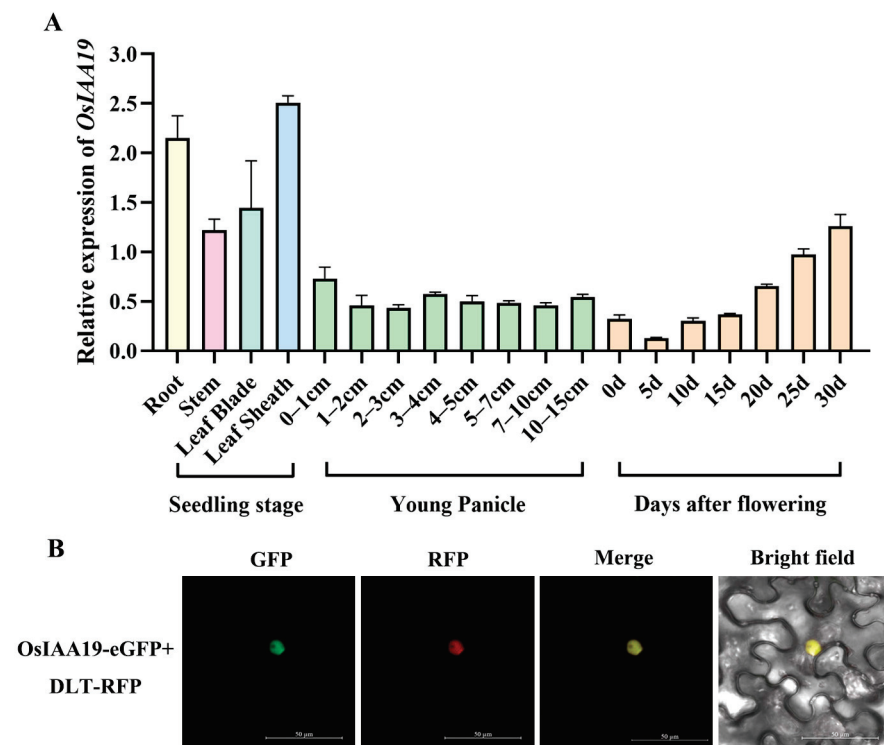 A
Relative expression of OsIAA19
3.0
2.5
2.0
1.5
1.0
0.5
0.0
Root
Stem
Leaf Blade
Leaf Sheath
0–1cm
1–2cm
2–3cm
3–4cm
4–5cm
5–7cm
7–10cm
10–15cm
0d
5d
10d
15d
20d
25d
30d
Seedling stage
Young Panicle
Days after flowering
B
GFP
RFP
Merge
Bright field
OsIAA19-eGFP+
DLT-RFP
50 μm
50 μm
50 μm
50 μm